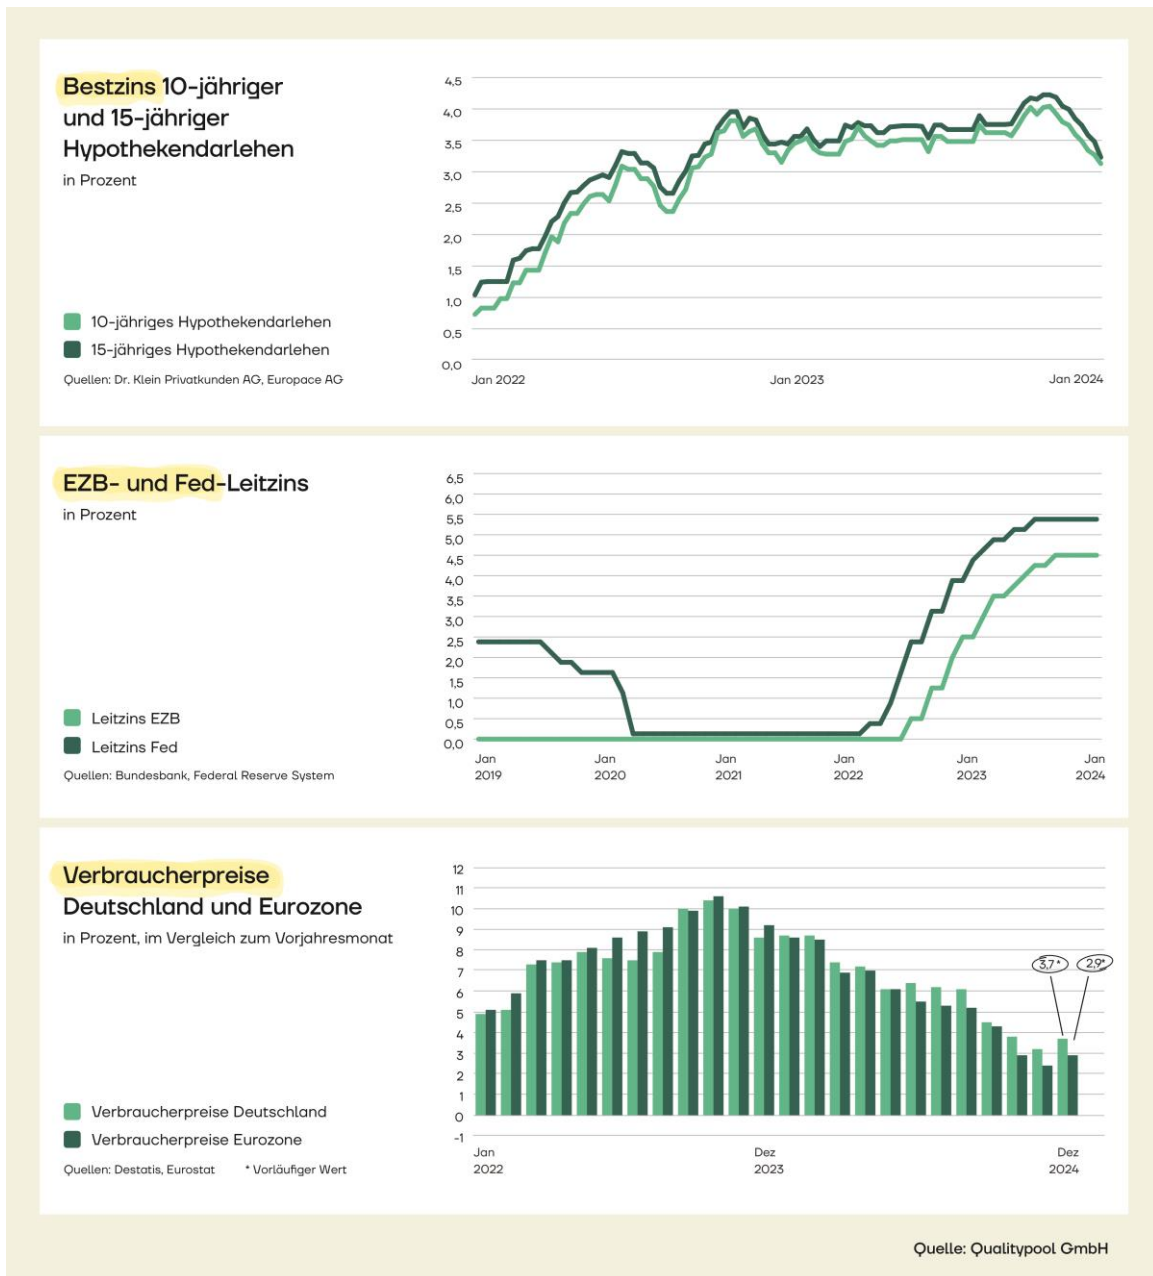 Bestzins 10-jähriger
und 15-jähriger
Hypothekendarlehen
in Prozent
10-jähriges Hypothekendarlehen
15-jähriges Hypothekendarlehen
Quellen: Dr. Klein Privatkunden AG, Europace AG
4,5
4,0
3,5
3,0
2,5
2,0
1,5
1,0
0,5
0,0
Jan 2022 Jan 2023 Jan 2024
EZB- und Fed-Leitzins
in Prozent
Leitzins EZB
Leitzins Fed
Quellen: Bundesbank, Federal Reserve System
6,5
6,0
5,5
5,0
4,5
4,0
3,5
3,0
2,5
2,0
1,5
1,0
0,5
0,0
Jan Jan Jan Jan Jan Jan
2019 2020 2021 2022 2023 2024
Verbraucherpreise
Deutschland und Eurozone
in Prozent, im Vergleich zum Vorjahresmonat
Verbraucherpreise Deutschland
Verbraucherpreise Eurozone
Quellen: Destatis, Eurostat * Vorläufiger Wert
12
11
10
9
8
7
6
5
4
3
2
1
0
-1
3,7* 2,9*
Jan Dez Dez
2022 2023 2024
Quelle: Qualitypool GmbH